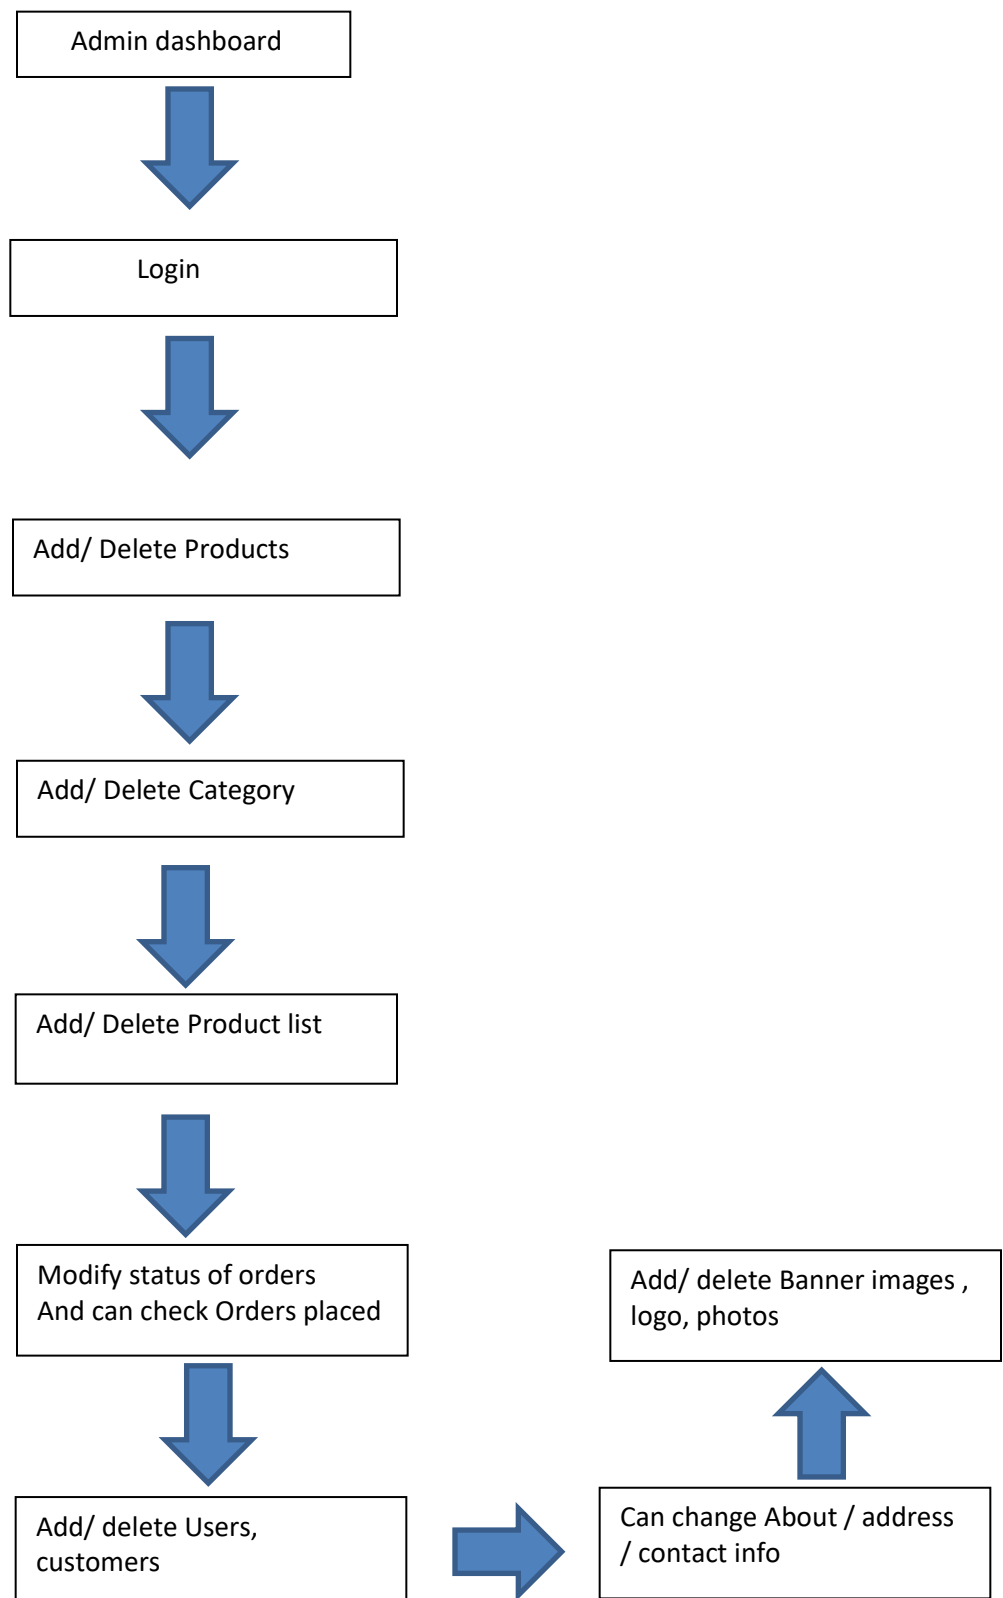 Admin dashboard
Login
Add/ Delete Products
Add/ Delete Category
Add/ Delete Product list
Modify status of orders
And can check Orders placed
Add/ delete Users,
customers
Can change About / address
/ contact info
Add/ delete Banner images ,
logo, photos